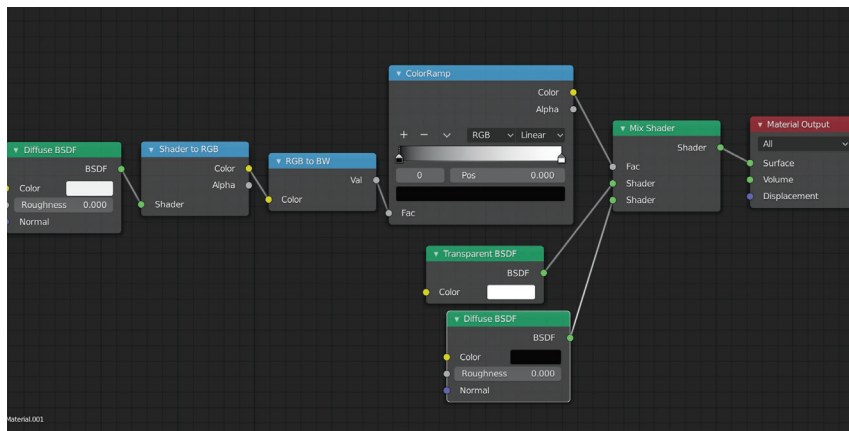 Diffuse BSDF
BSDF
Color
Roughness 0.000
Normal
Shader to RGB
Color
Alpha
Shader
RGB to BW
Val
Color
ColorRamp
Color
Alpha
+ − RGB Linear
0 Pos 0.000
Fac
Transparent BSDF
BSDF
Color
Diffuse BSDF
BSDF
Color
Roughness 0.000
Normal
Mix Shader
Shader
Fac
Shader
Shader
Material Output
All
Surface
Volume
Displacement
Material.001